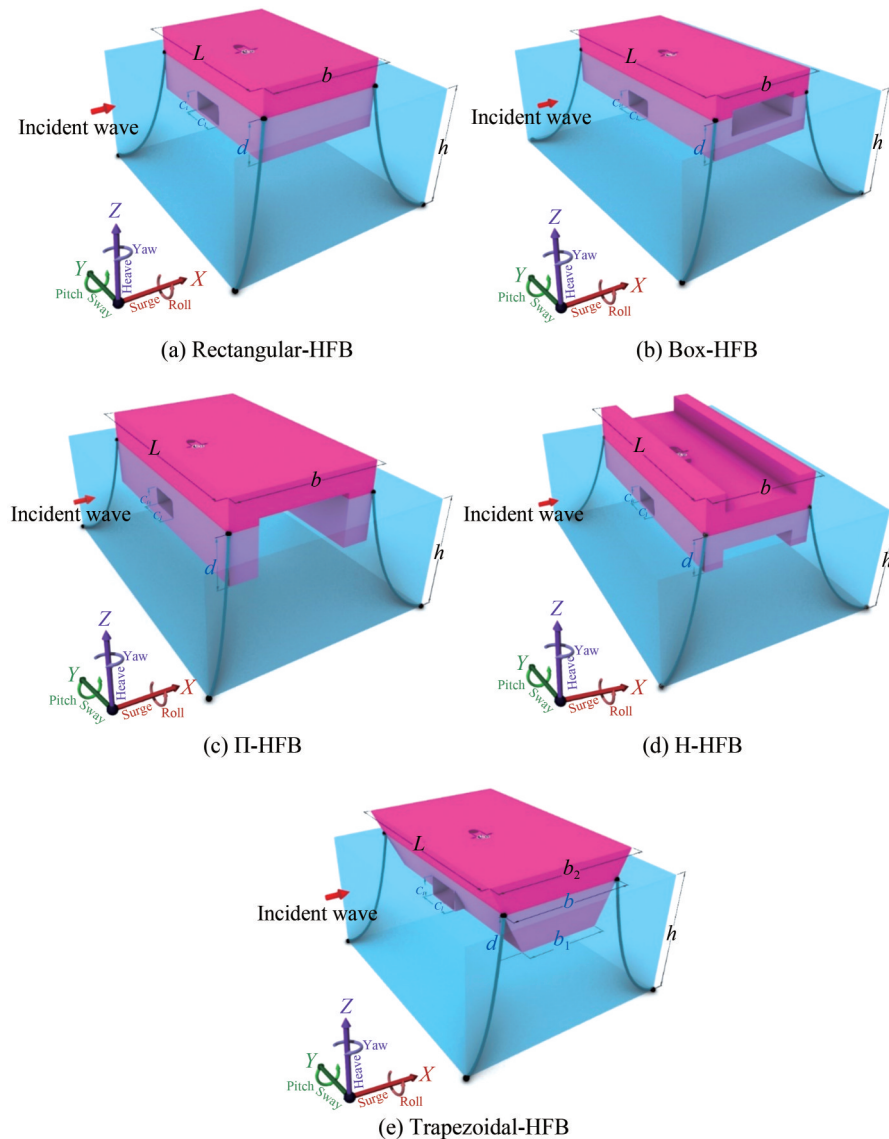 L
b
c₁
c₁
d
h
Incident wave
Z
Yaw
Heave
Y
X
Pitch
Sway
Surge
Roll
(a) Rectangular-HFB
L
b
d
h
Incident wave
Z
Yaw
Heave
Y
X
Pitch
Sway
Surge
Roll
(b) Box-HFB
L
b
d
h
Incident wave
Z
Yaw
Heave
Y
X
Pitch
Sway
Surge
Roll
(c) Π-HFB
L
b
d
h
Incident wave
Z
Yaw
Heave
Y
X
Pitch
Sway
Surge
Roll
(d) H-HFB
L
b₂
b
d
b₁
h
Incident wave
Z
Yaw
Heave
Y
X
Pitch
Sway
Surge
Roll
(e) Trapezoidal-HFB